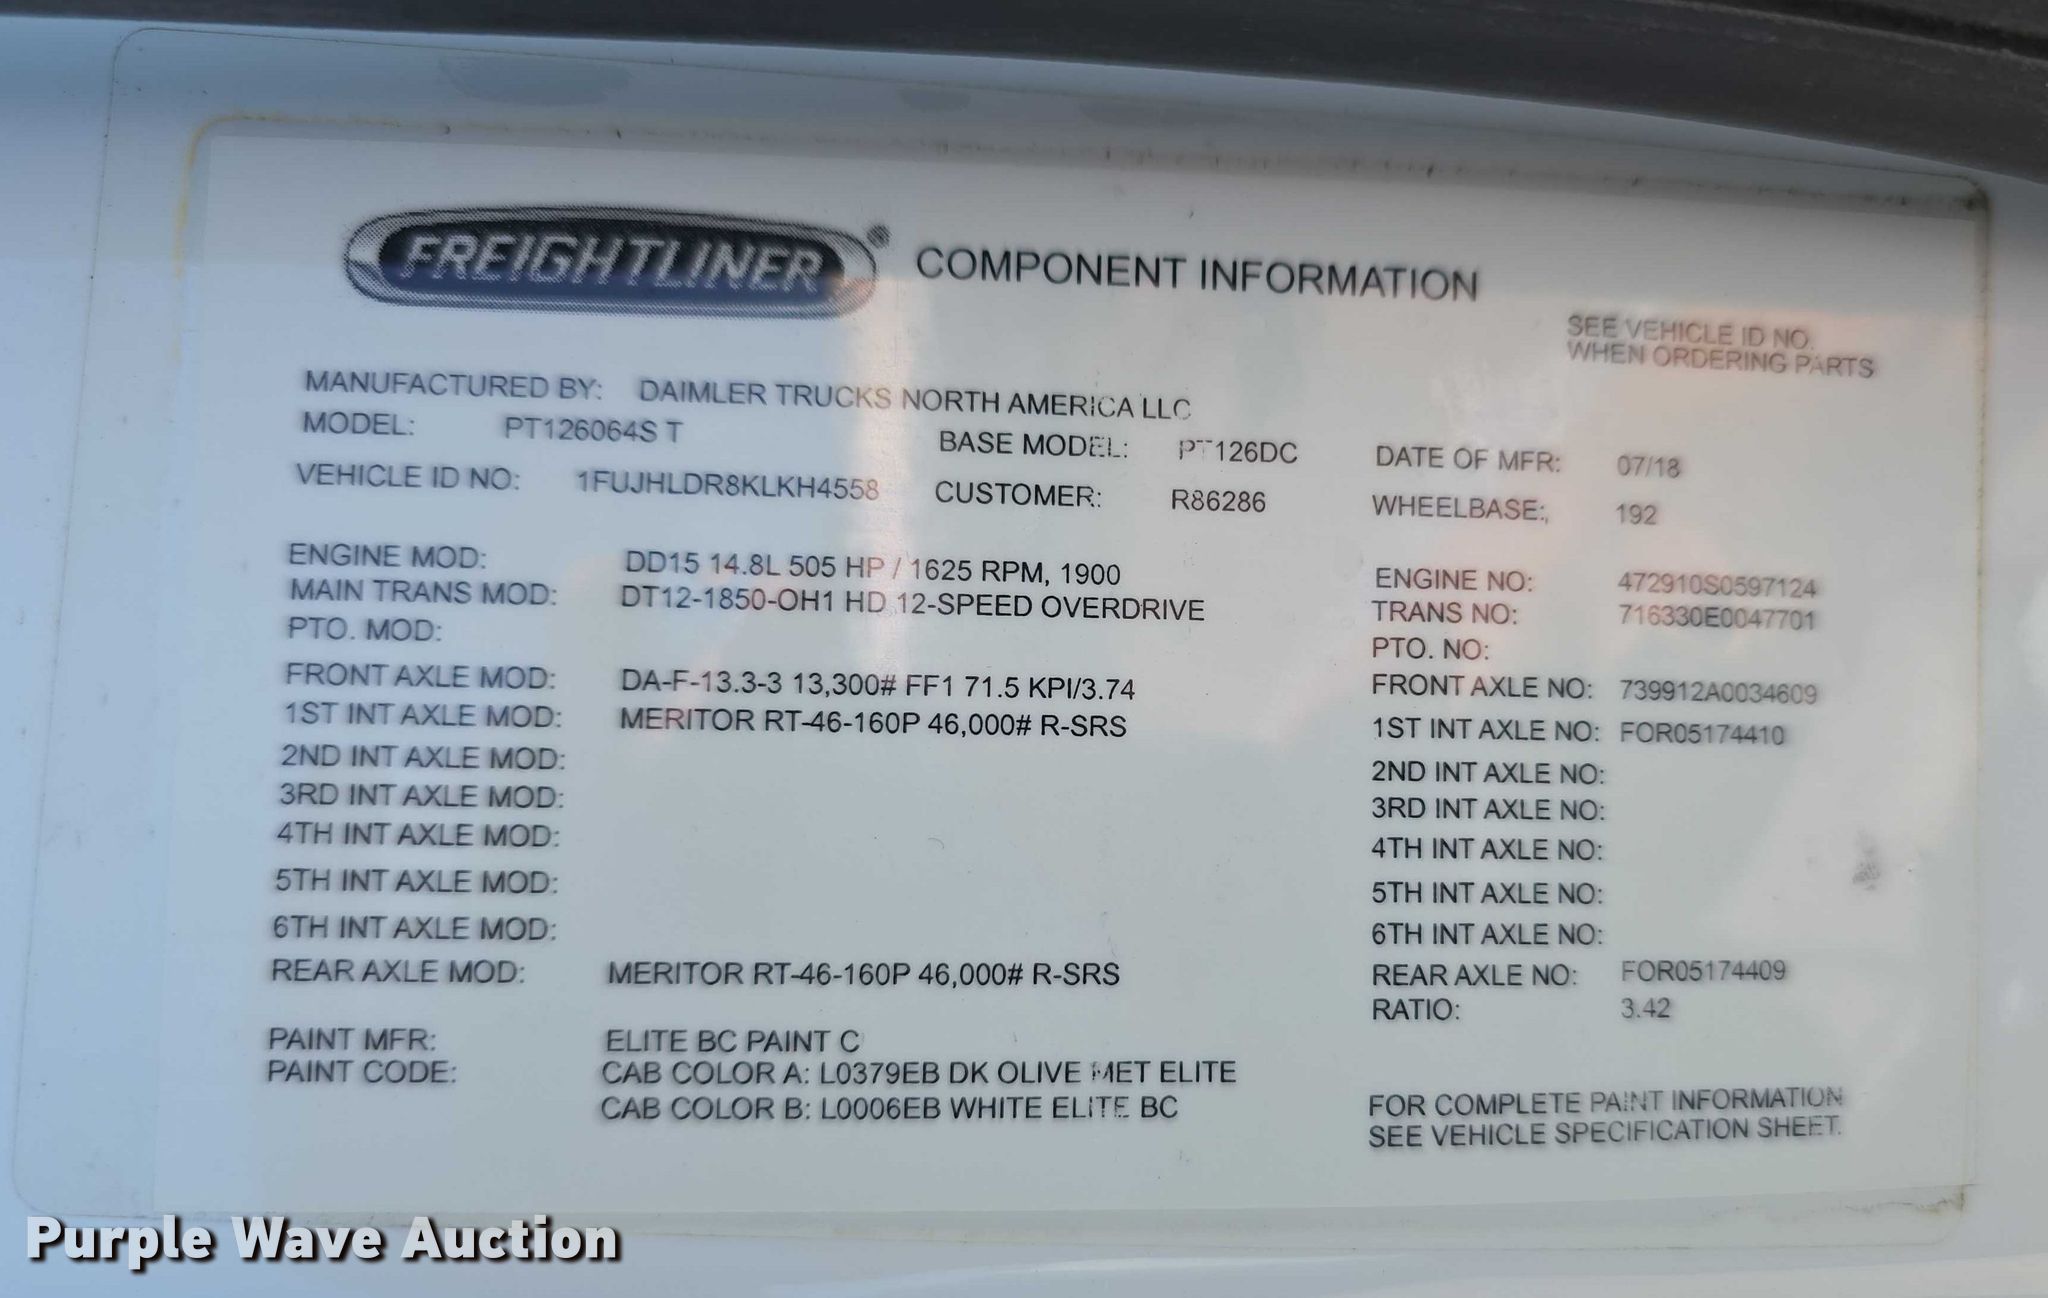 FREIGHTLINER® COMPONENT INFORMATION
SEE VEHICLE ID NO.
WHEN ORDERING PARTS
MANUFACTURED BY: DAIMLER TRUCKS NORTH AMERICA LLC
MODEL: PT126064S T BASE MODEL: PT126DC DATE OF MFR: 07/18
VEHICLE ID NO: 1FUJHLDR8KLKH4558 CUSTOMER: R86286 WHEELBASE:, 192
ENGINE MOD: DD15 14.8L 505 HP / 1625 RPM, 1900 ENGINE NO: 472910S0597124
MAIN TRANS MOD: DT12-1850-OH1 HD 12-SPEED OVERDRIVE TRANS NO: 716330E0047701
PTO. MOD: PTO. NO:
FRONT AXLE MOD: DA-F-13.3-3 13,300# FF1 71.5 KPI/3.74 FRONT AXLE NO: 739912A0034609
1ST INT AXLE MOD: MERITOR RT-46-160P 46,000# R-SRS 1ST INT AXLE NO: FOR05174410
2ND INT AXLE MOD: 2ND INT AXLE NO:
3RD INT AXLE MOD: 3RD INT AXLE NO:
4TH INT AXLE MOD: 4TH INT AXLE NO:
5TH INT AXLE MOD: 5TH INT AXLE NO:
6TH INT AXLE MOD: 6TH INT AXLE NO:
REAR AXLE MOD: MERITOR RT-46-160P 46,000# R-SRS REAR AXLE NO: FOR05174409
RATIO: 3.42
PAINT MFR: ELITE BC PAINT C
PAINT CODE: CAB COLOR A: L0379EB DK OLIVE MET ELITE
CAB COLOR B: L0006EB WHITE ELITE BC
FOR COMPLETE PAINT INFORMATION
SEE VEHICLE SPECIFICATION SHEET.
Purple Wave Auction